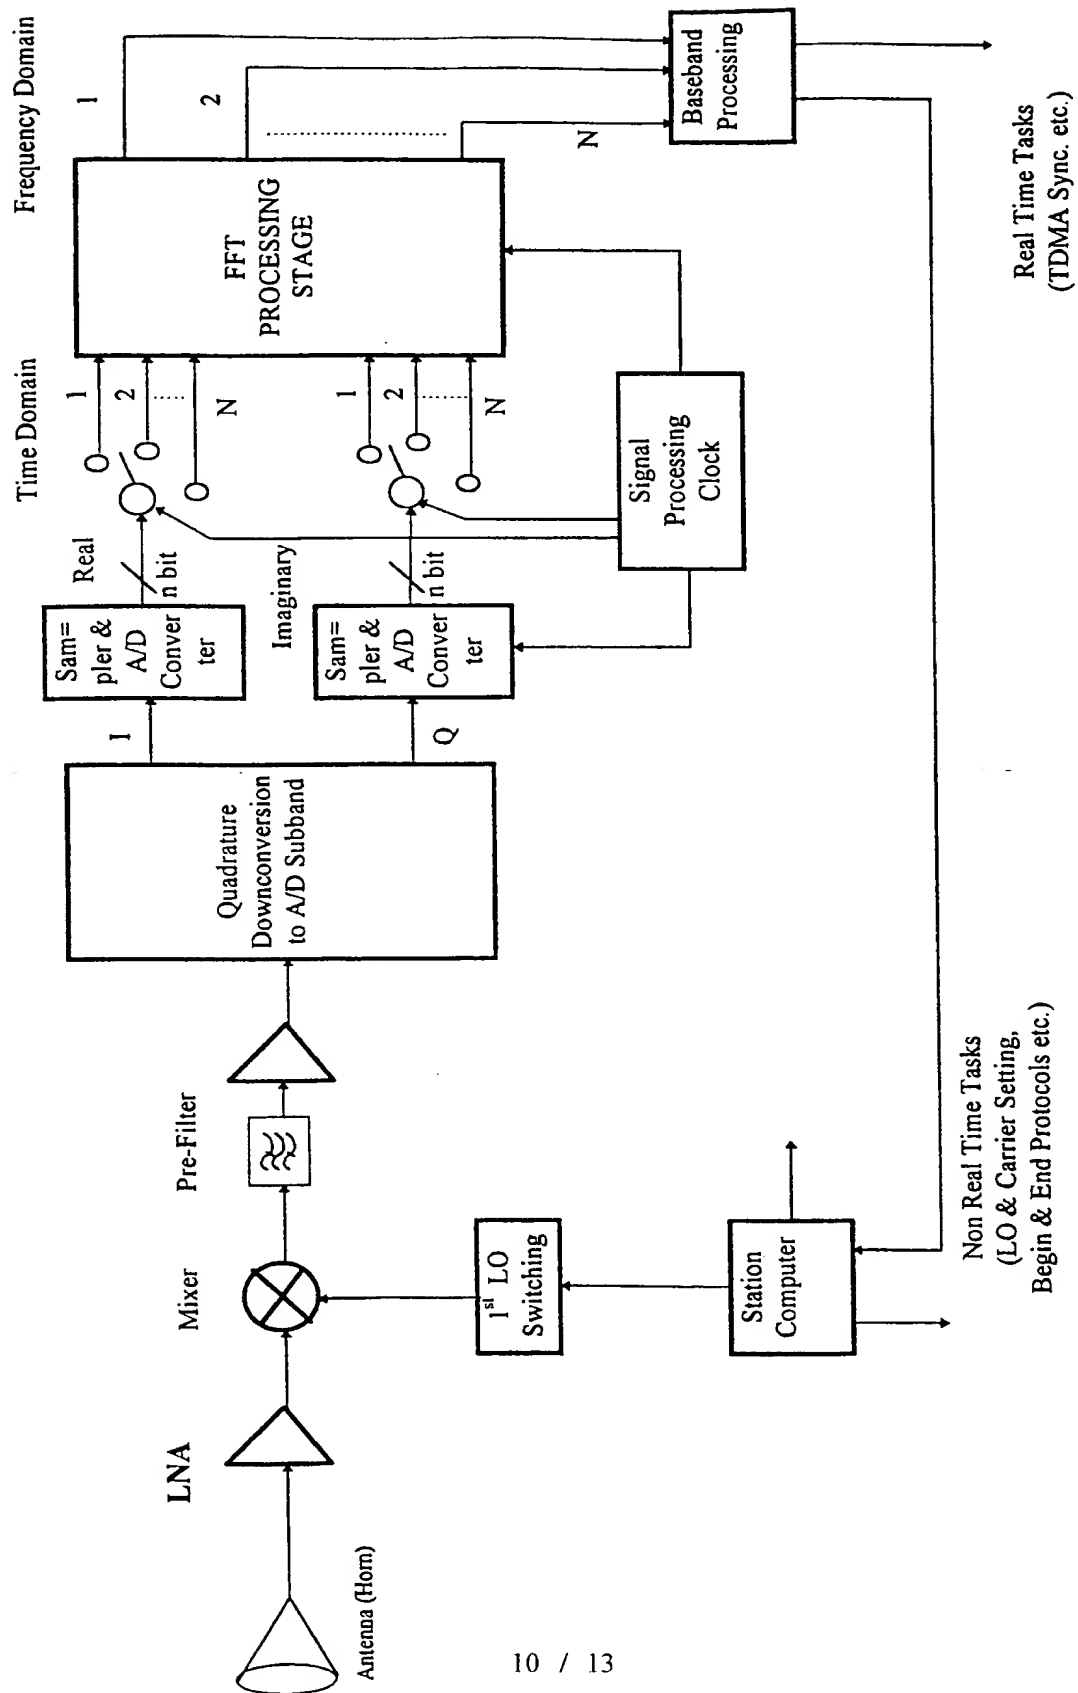 Frequency Domain
Time Domain
1
2
N
FFT
PROCESSING
STAGE
1
2
N
1
2
N
Baseband
Processing
Real Time Tasks
(TDMA Sync. etc.)
Real
n bit
Imaginary
n bit
Signal
Processing
Clock
Sam=
pler &
A/D
Conver
ter
Sam=
pler &
A/D
Conver
ter
I
Q
Quadrature
Downconversion
to A/D Subband
Pre-Filter
Mixer
LNA
Antenna (Horn)
1st LO
Switching
Station
Computer
Non Real Time Tasks
(LO & Carrier Setting,
Begin & End Protocols etc.)
10 / 13